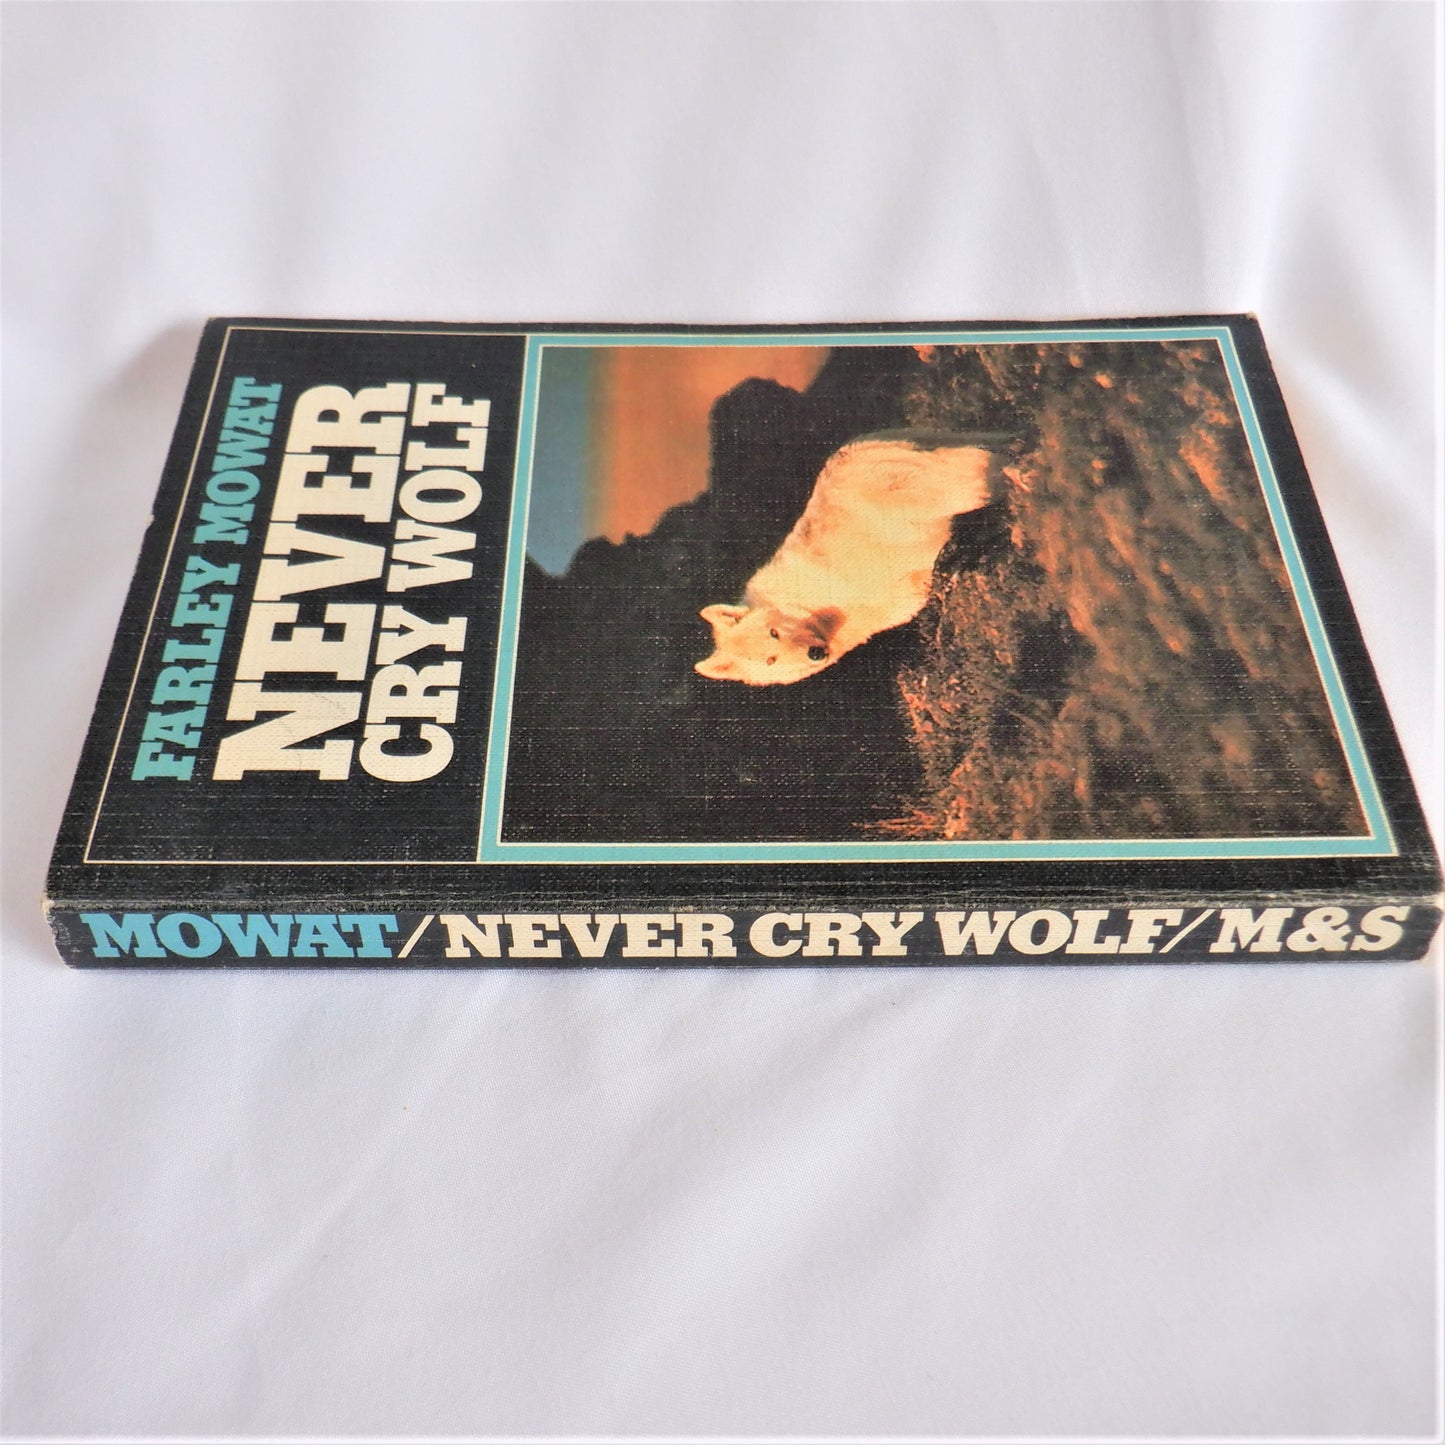 FARLEY MOWAT
NEVER
CRY WOLF
MOWAT/NEVER CRY WOLF/M&S